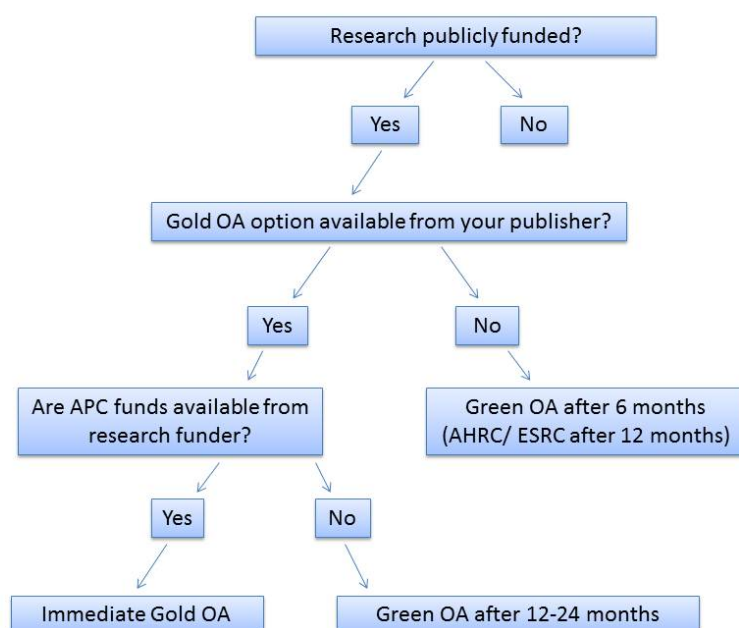 Research publicly funded?
Yes
No
Gold OA option available from your publisher?
Yes
No
Are APC funds available from
research funder?
Green OA after 6 months
(AHRC/ ESRC after 12 months)
Yes
No
Immediate Gold OA
Green OA after 12-24 months